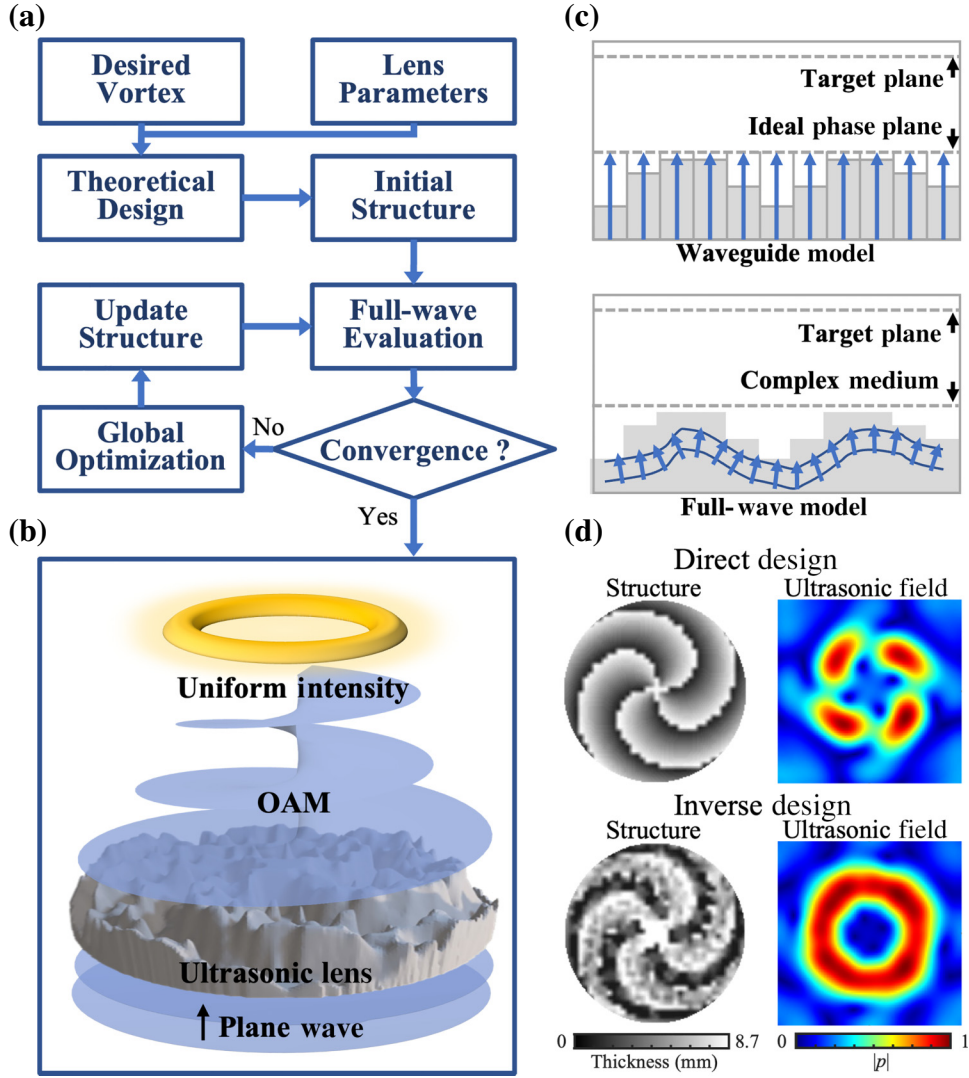 (a)
Desired
Vortex
Lens
Parameters
Theoretical
Design
Initial
Structure
Update
Structure
Full-wave
Evaluation
Global
Optimization
No
Convergence ?
Yes
(b)
Uniform intensity
OAM
Ultrasonic lens
Plane wave
(c)
Target plane
Ideal phase plane
Waveguide model
Target plane
Complex medium
Full-wave model
(d)
Direct design
Structure
Ultrasonic field
Inverse design
Structure
Ultrasonic field
0 8.7
Thickness (mm)
0 1
|p|